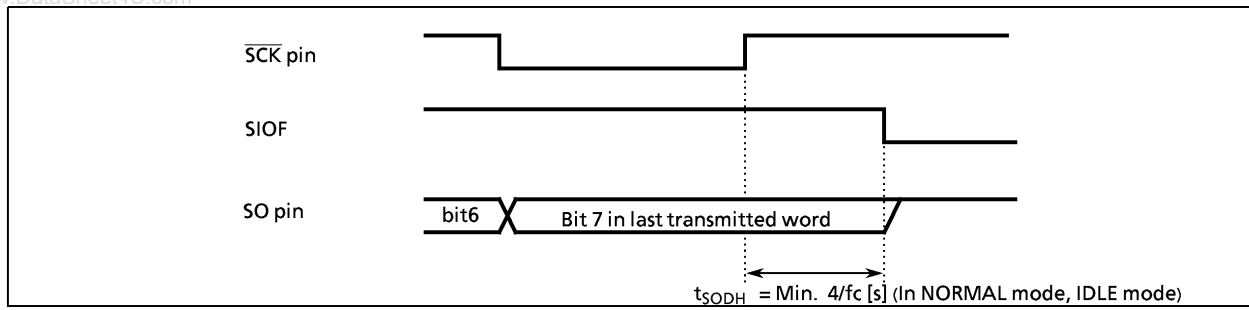 SCK pin
SIOF
SO pin
bit6
Bit 7 in last transmitted word
tSODH = Min. 4/fc [s] (In NORMAL mode, IDLE mode)